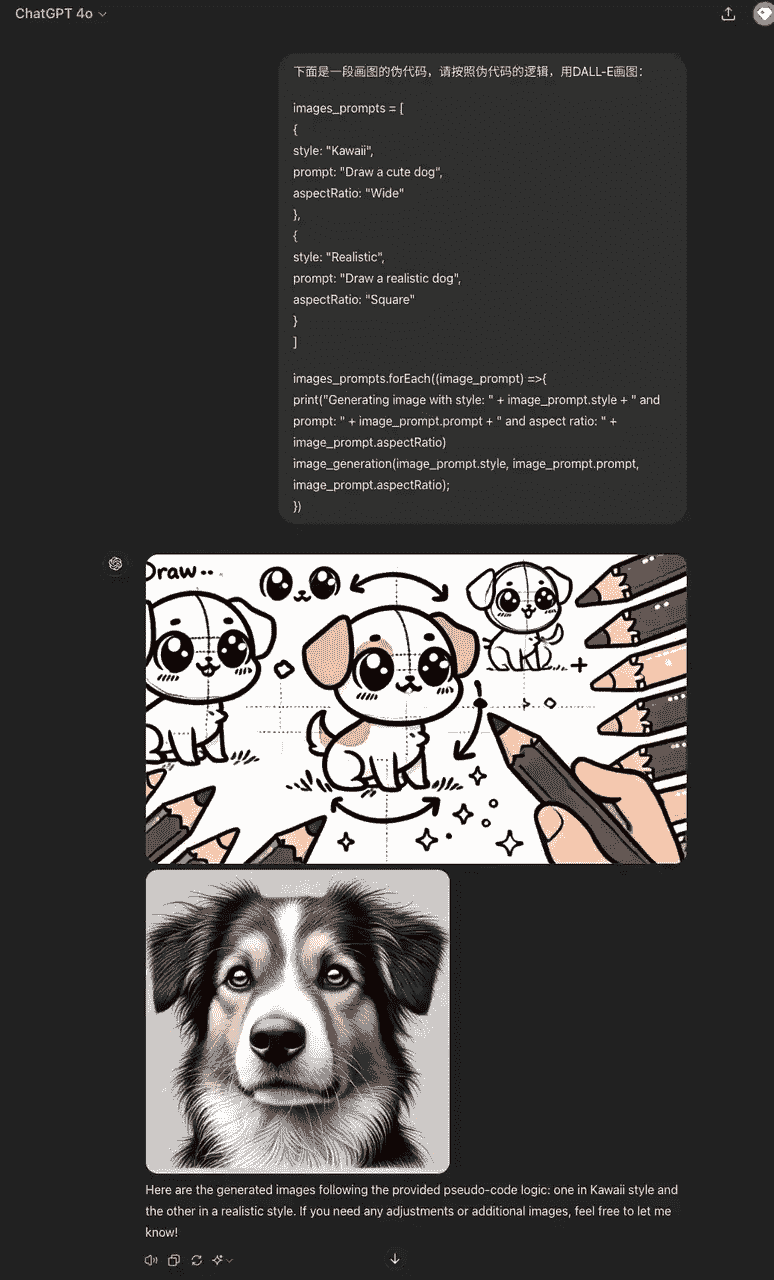 ChatGPT 4o
下面是一段画图的伪代码，请按照伪代码的逻辑，用DALL-E画图：
images_prompts = [
{
style: "Kawaii",
prompt: "Draw a cute dog",
aspectRatio: "Wide"
},
{
style: "Realistic",
prompt: "Draw a realistic dog",
aspectRatio: "Square"
}
]
images_prompts.forEach((image_prompt) =>{
print("Generating image with style: " + image_prompt.style + " and
prompt: " + image_prompt.prompt + " and aspect ratio: " +
image_prompt.aspectRatio)
image_generation(image_prompt.style, image_prompt.prompt,
image_prompt.aspectRatio);
})
Draw..
Here are the generated images following the provided pseudo-code logic: one in Kawaii style and
the other in a realistic style. If you need any adjustments or additional images, feel free to let me
know!